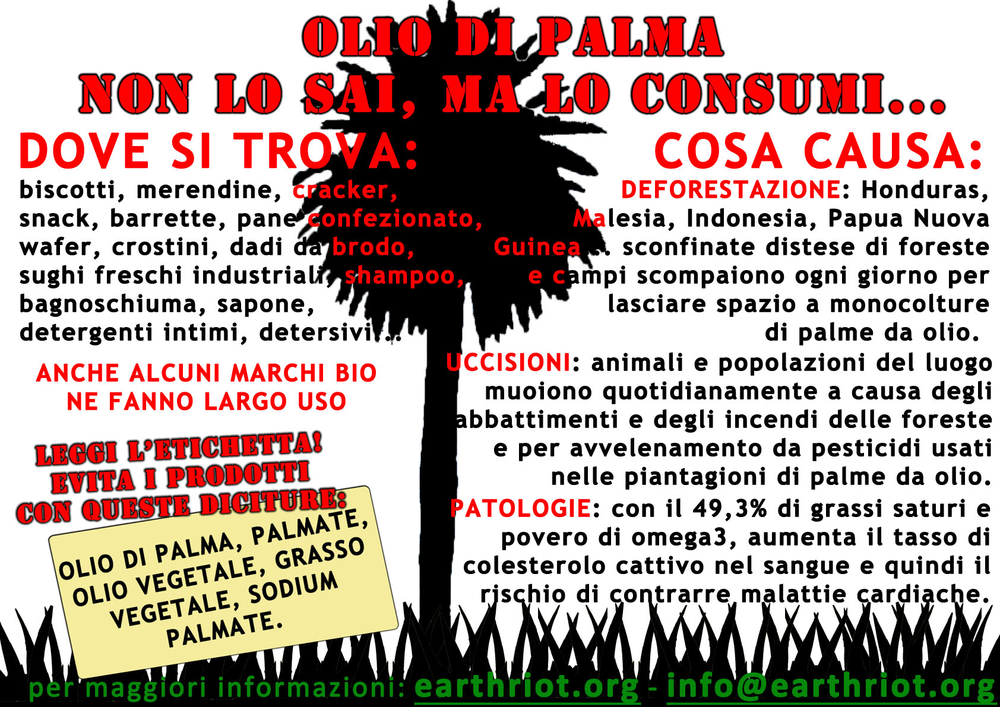 OLIO DI PALMA
NON LO SAI, MA LO CONSUMI...
DOVE SI TROVA:
biscotti, merendine, cracker,
snack, barrette, pane confezionato,
wafer, crostini, dadi da brodo,
sughi freschi industriali, shampoo,
bagnoschiuma, sapone,
detergenti intimi, detersivi...
ANCHE ALCUNI MARCHI BIO
NE FANNO LARGO USO
LEGGI L'ETICHETTA!
EVITA I PRODOTTI
CON QUESTE DICITURE:
OLIO DI PALMA, PALMATE,
OLIO VEGETALE, GRASSO
VEGETALE, SODIUM
PALMATE.
COSA CAUSA:
DEFORESTAZIONE: Honduras,
Malesia, Indonesia, Papua Nuova
Guinea... sconfinate distese di foreste
e campi scompaiono ogni giorno per
lasciare spazio a monocolture
di palme da olio.
UCCISIONI: animali e popolazioni del luogo
muoiono quotidianamente a causa degli
abbattimenti e degli incendi delle foreste
e per avvelenamento da pesticidi usati
nelle piantagioni di palme da olio.
PATOLOGIE: con il 49,3% di grassi saturi e
povero di omega3, aumenta il tasso di
colesterolo cattivo nel sangue e quindi il
rischio di contrarre malattie cardiache.
per maggiori informazioni: earthriot.org - info@earthriot.org